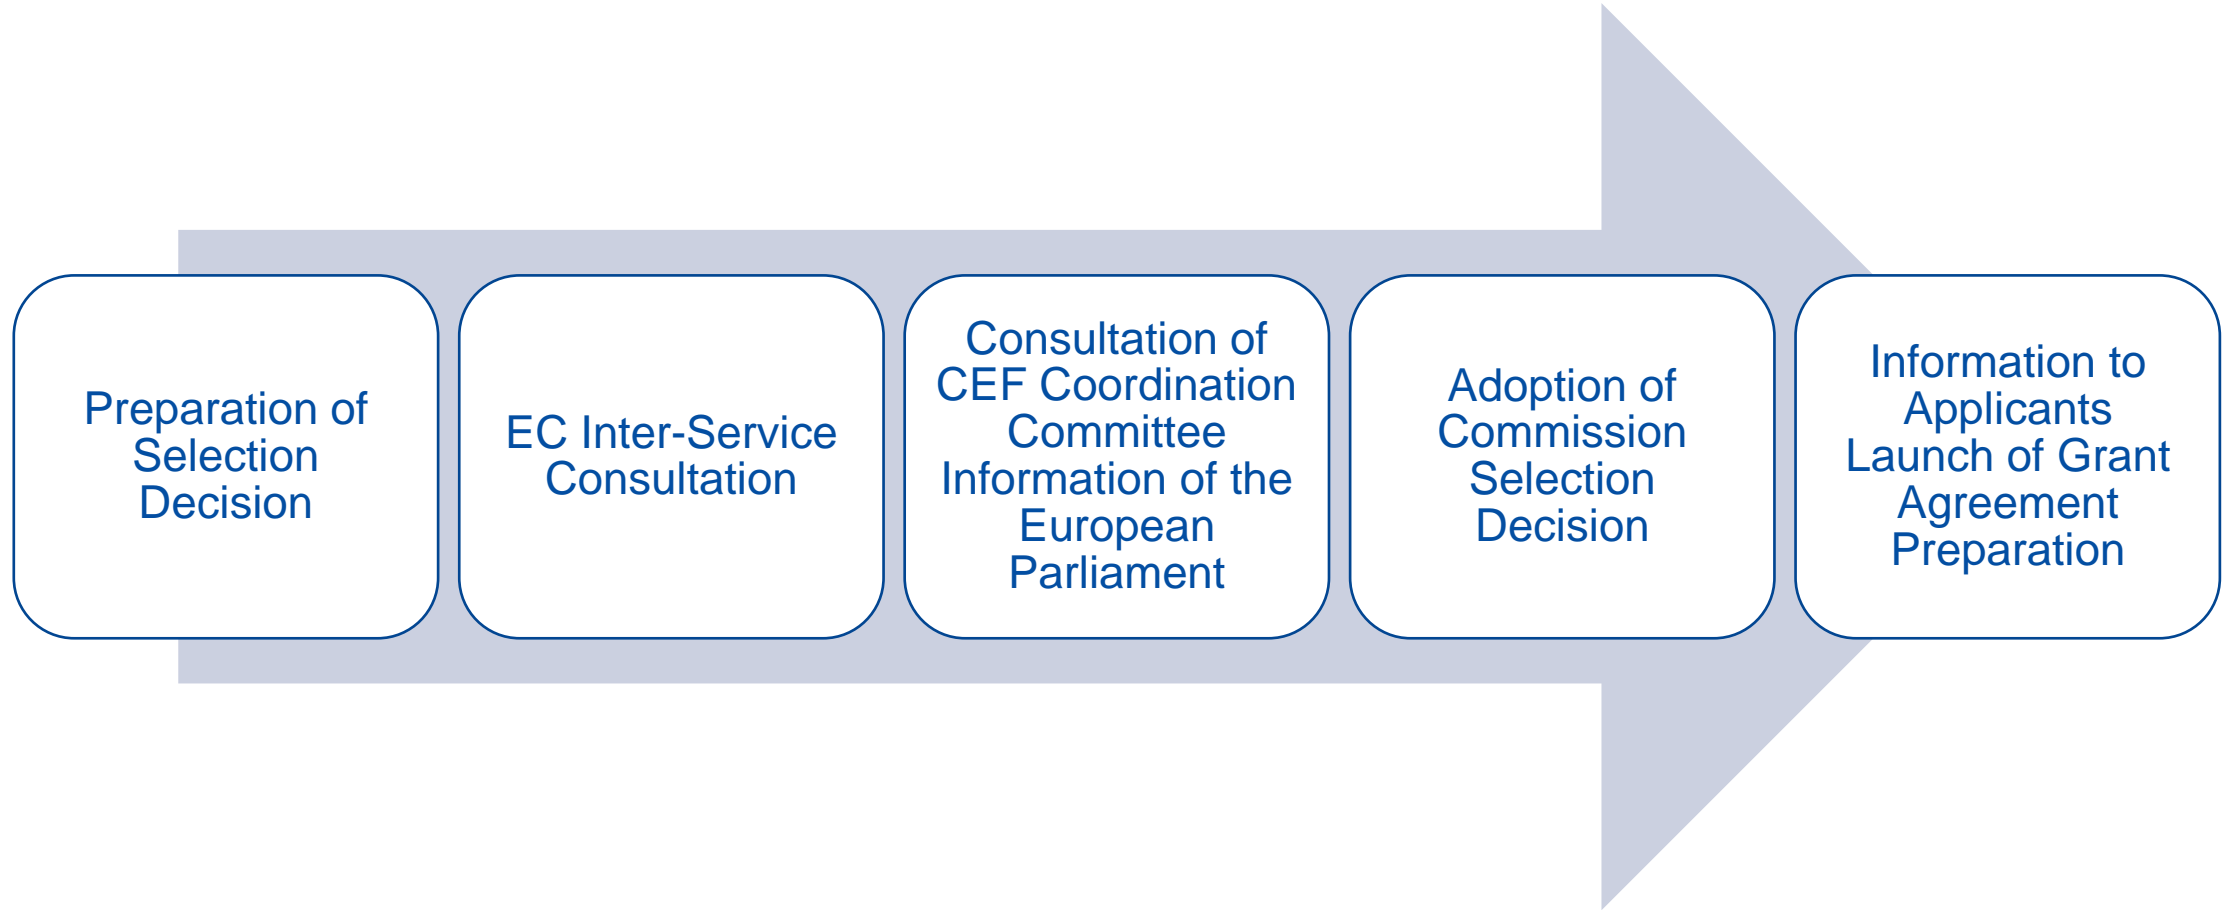 Preparation of
Selection
Decision
EC Inter-Service
Consultation
Consultation of
CEF Coordination
Committee
Information of the
European
Parliament
Adoption of
Commission
Selection
Decision
Information to
Applicants
Launch of Grant
Agreement
Preparation